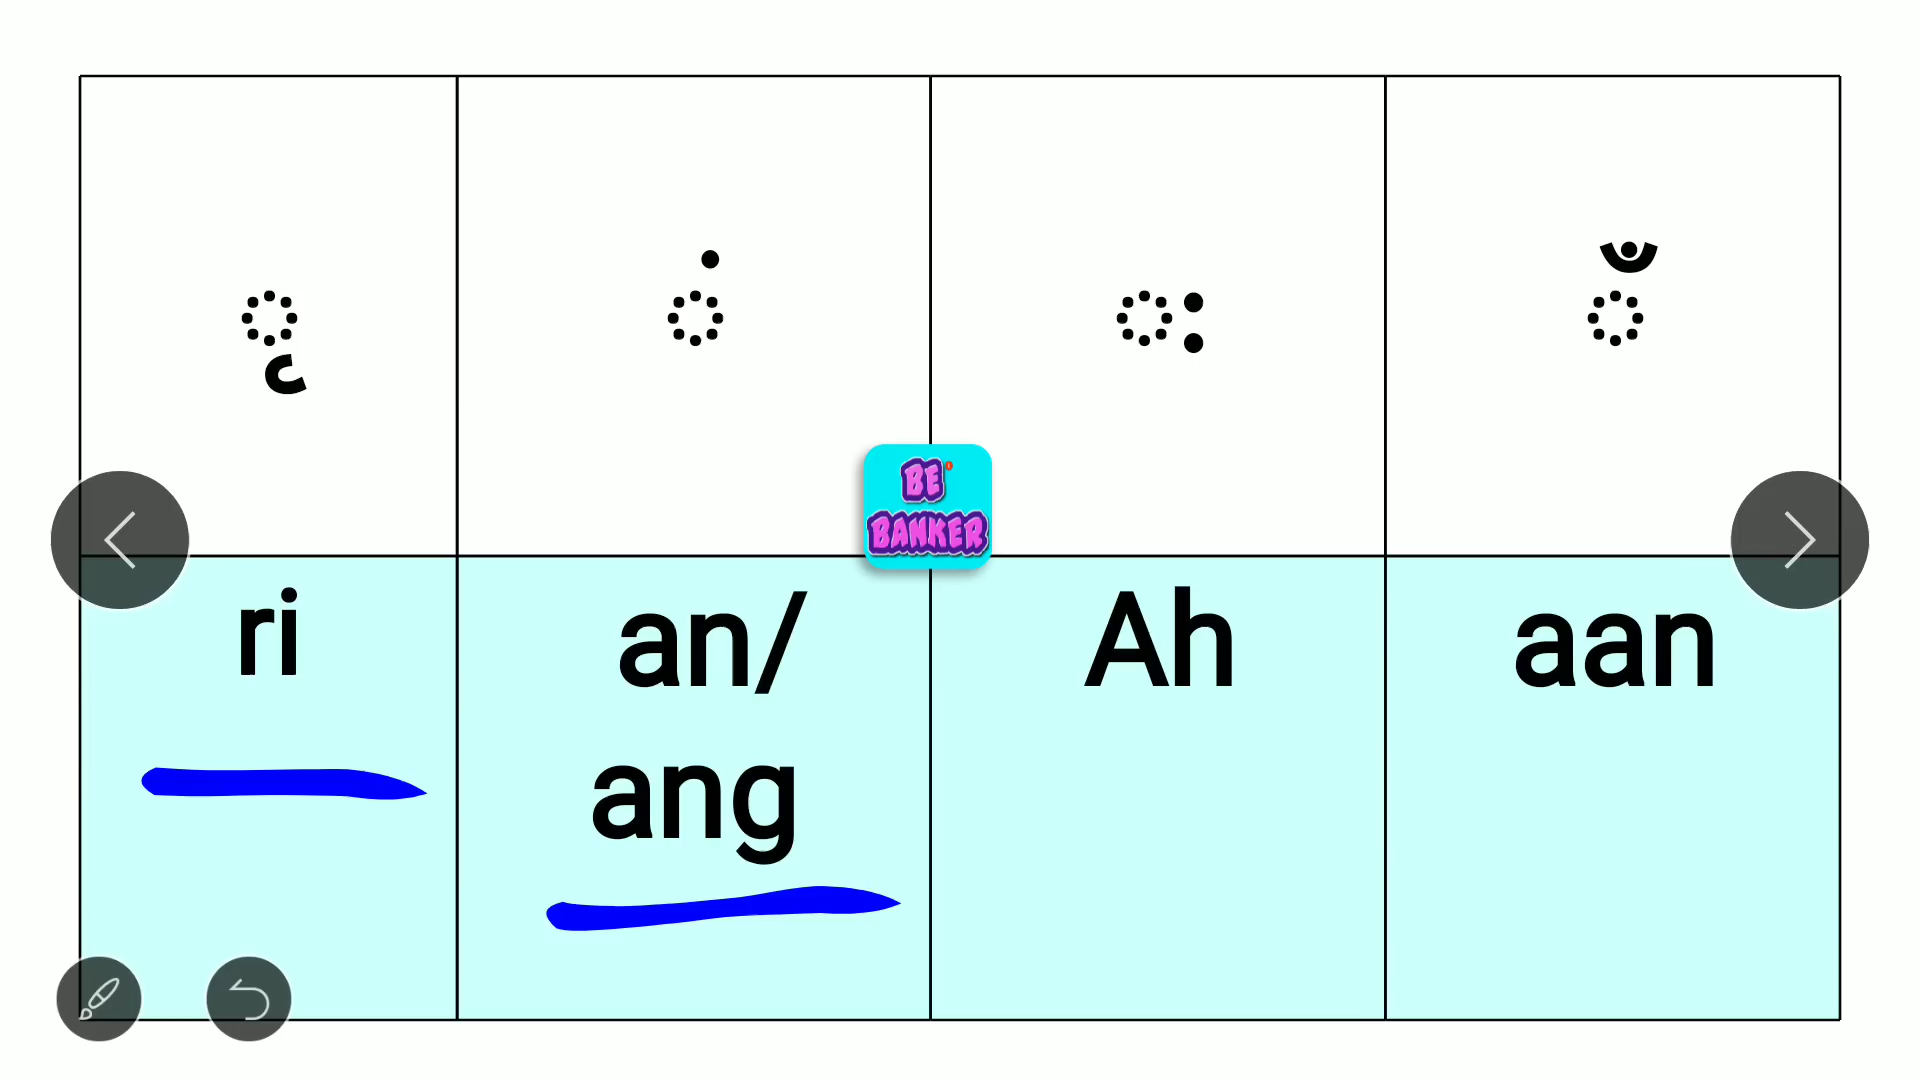 ृ ं ः ँ
BE
BANKER
ri an/ Ah aan
ang